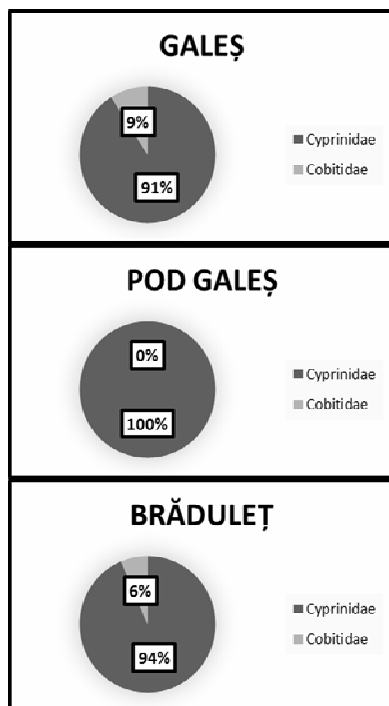 GALEȘ
9%
91%
Cyprinidae
Cobitidae
POD GALEȘ
0%
100%
Cyprinidae
Cobitidae
BRĂDULEȚ
6%
94%
Cyprinidae
Cobitidae